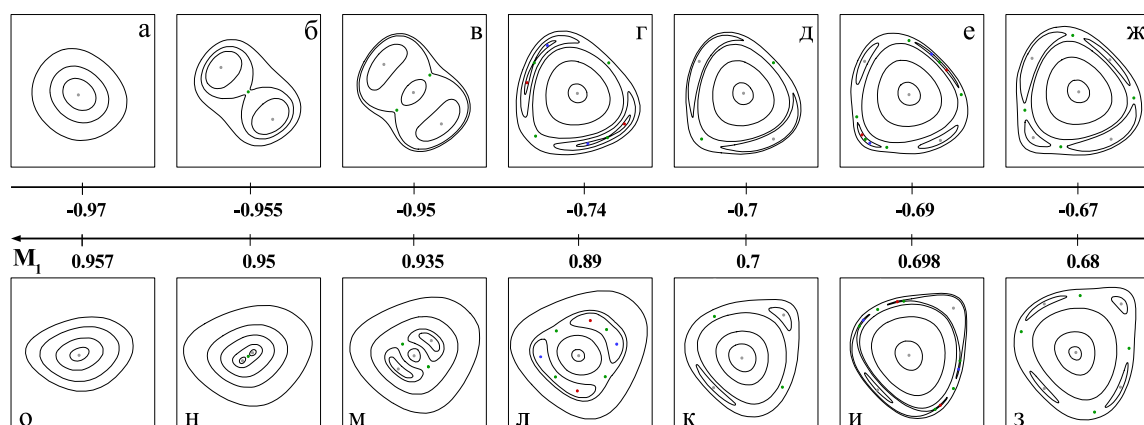 а б в г д е ж
-0.97 -0.955 -0.95 -0.74 -0.7 -0.69 -0.67
M₁ 0.957 0.95 0.935 0.89 0.7 0.698 0.68
о н м л к и з